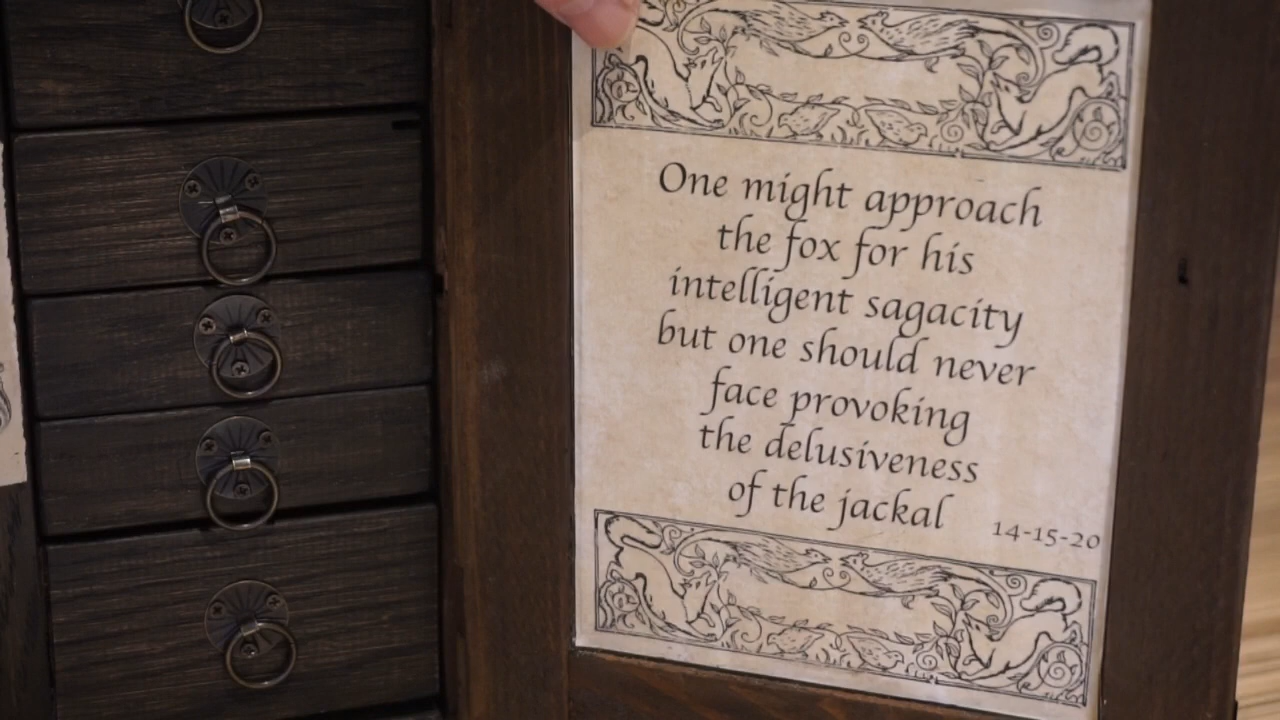 One might approach
the fox for his
intelligent sagacity
but one should never
face provoking
the delusiveness
of the jackal
14-15-20